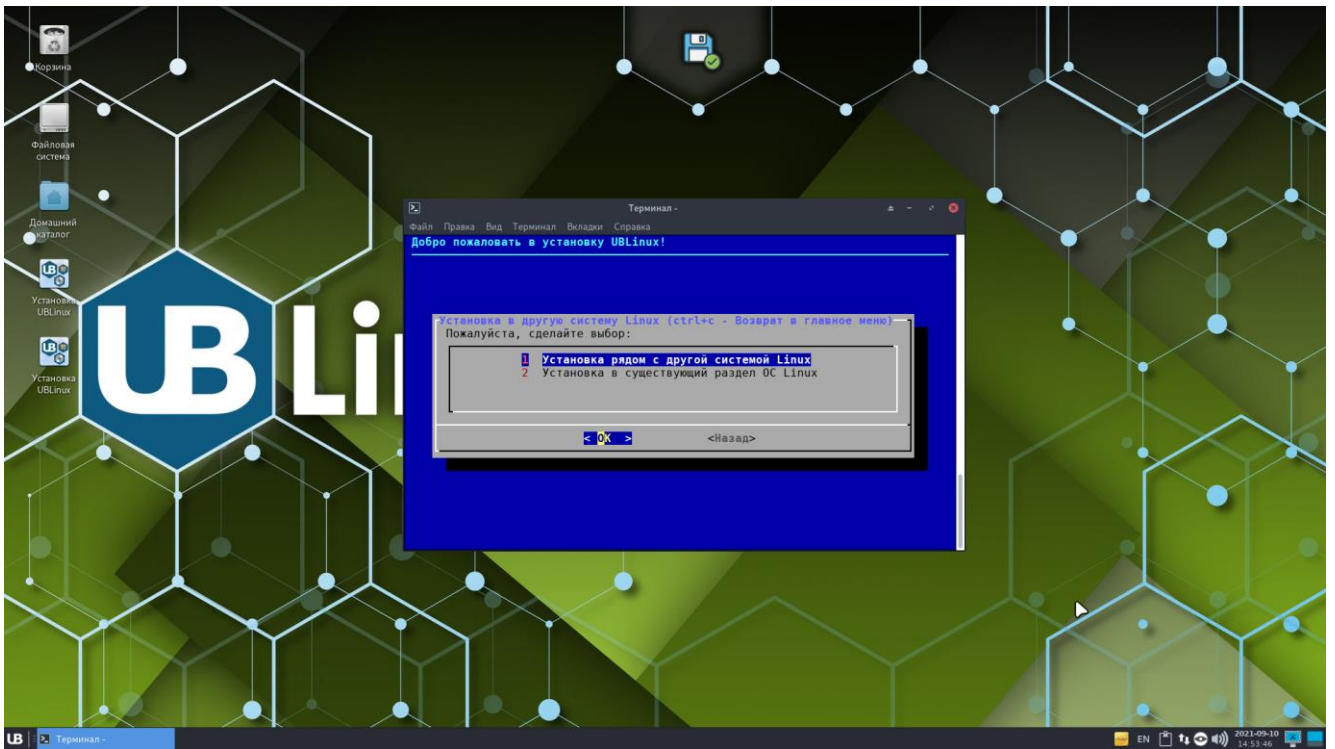 Корзина
Файловая
система
Домашний
каталог
Установка
UBLinux
Установка
UBLinux
UB Li
Терминал -
Файл Правка Вид Терминал Вкладки Справка
Добро пожаловать в установку UBLinux!
Установка в другую систему Linux (ctrl+c - Возврат в главное меню)
Пожалуйста, сделайте выбор:
1 Установка рядом с другой системой Linux
2 Установка в существующий раздел ОС Linux
< OK > <Назад>
UB Терминал - EN 2021-09-10
14:53:46